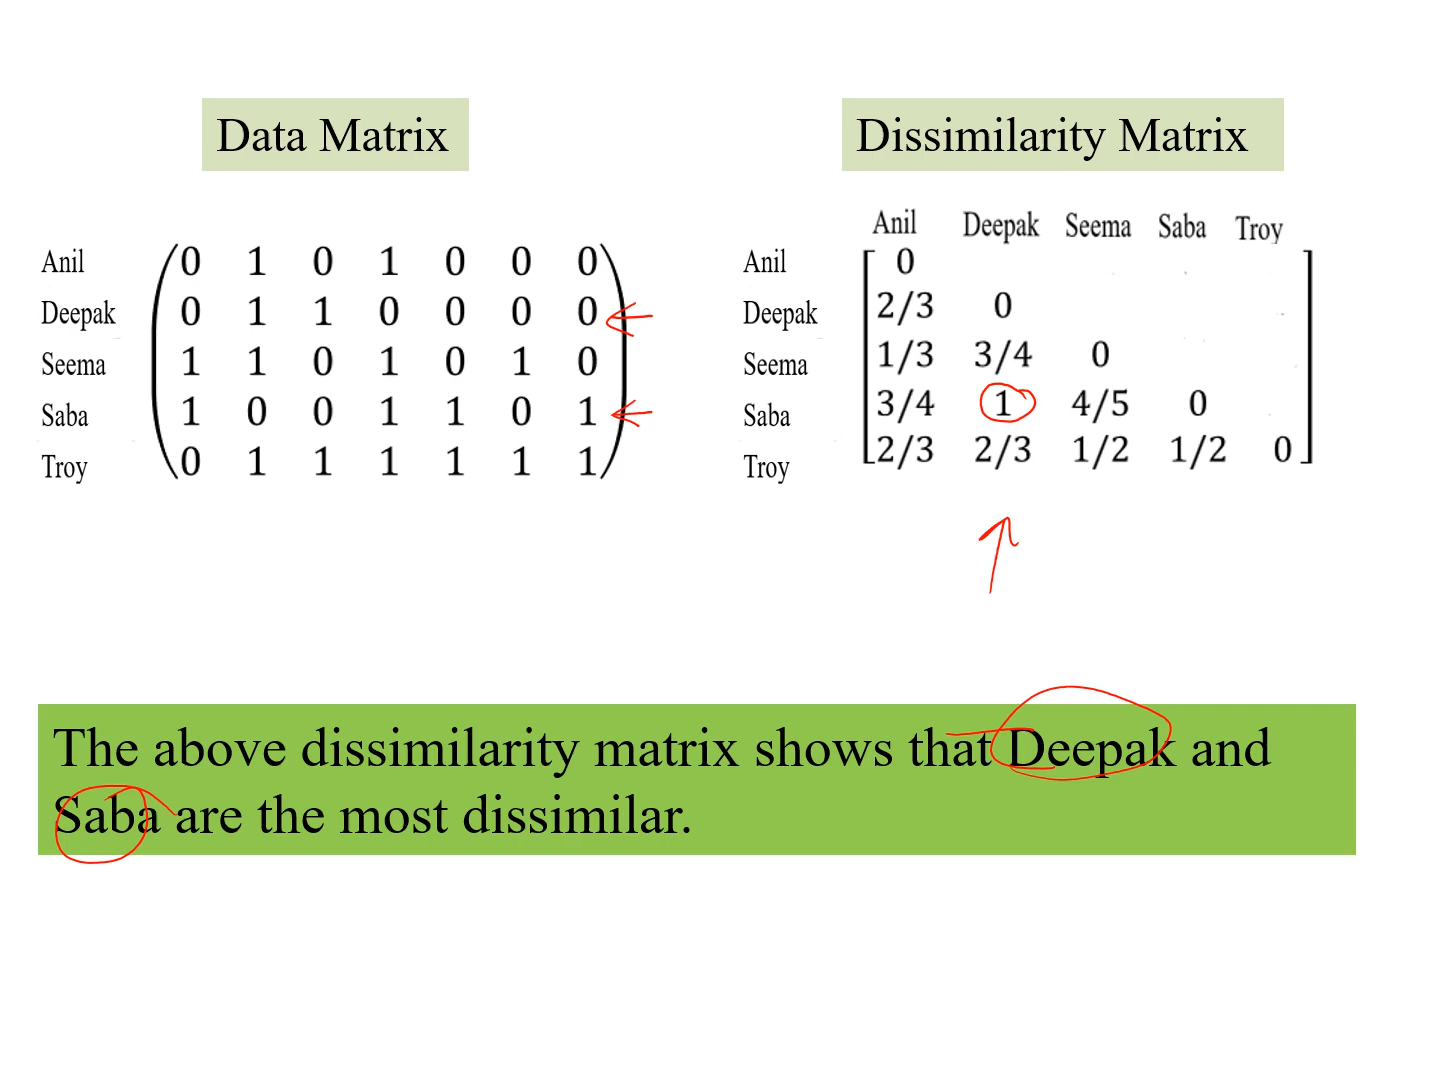 Data Matrix
Dissimilarity Matrix
Anil 0 1 0 1 0 0 0
Deepak 0 1 1 0 0 0 0
Seema 1 1 0 1 0 1 0
Saba 1 0 0 1 1 0 1
Troy 0 1 1 1 1 1 1
Anil Deepak Seema Saba Troy
Anil 0
Deepak 2/3 0
Seema 1/3 3/4 0
Saba 3/4 1 4/5 0
Troy 2/3 2/3 1/2 1/2 0
The above dissimilarity matrix shows that Deepak and
Saba are the most dissimilar.